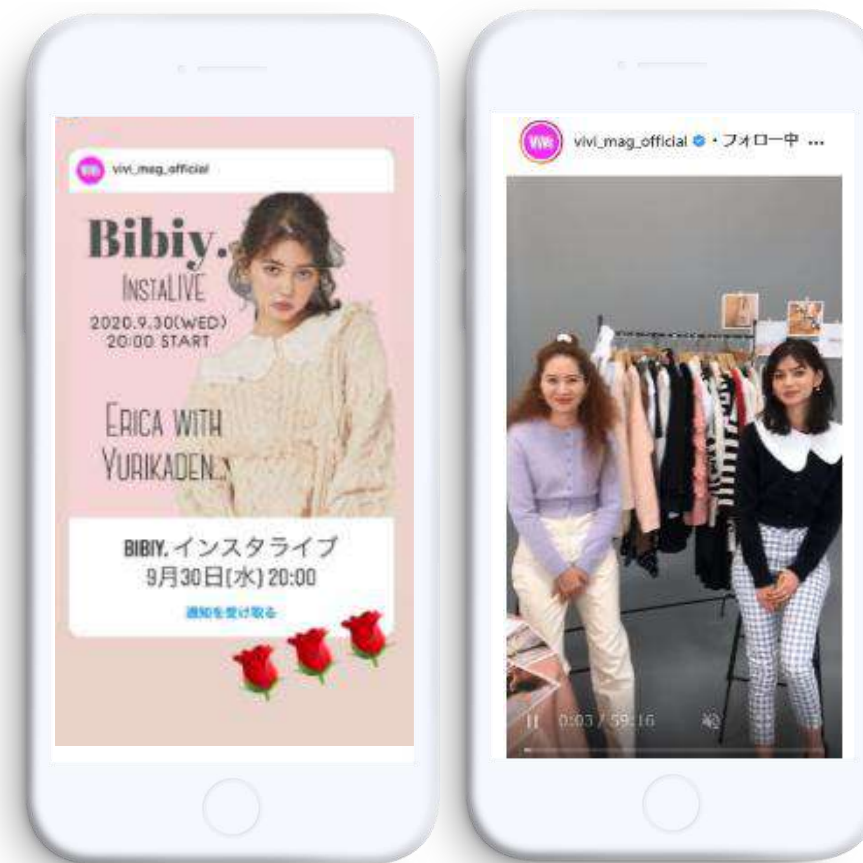 vivi_mag_official
Bibiy.
INSTALIVE
2020.9.30(WED)
20:00 START
ERICA WITH
YURIKADEN...
BIBIY.インスタライブ
9月30日(水) 20:00
通知を受け取る
ViVi
vivi_mag_official・フォロー中 …
0:03 / 59:16